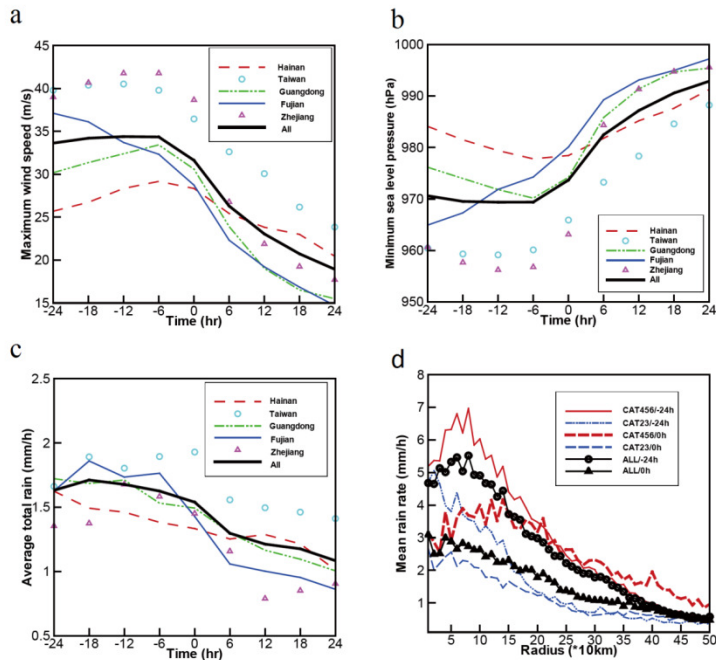 a
Maximum wind speed (m/s)
45
40
35
30
25
20
15
-24 -18 -12 -6 0 6 12 18 24
Time (hr)
Hainan
Taiwan
Guangdong
Fujian
Zhejiang
All
b
Minimum sea level pressure (hPa)
1000
990
980
970
960
950
-24 -18 -12 -6 0 6 12 18 24
Time (hr)
Hainan
Taiwan
Guangdong
Fujian
Zhejiang
All
c
Average total rain (mm/h)
2.5
2
1.5
1
0.5
-24 -18 -12 -6 0 6 12 18 24
Time (hr)
Hainan
Taiwan
Guangdong
Fujian
Zhejiang
All
d
Mean rain rate (mm/h)
8
7
6
5
4
3
2
1
5 10 15 20 25 30 35 40 45 50
Radius (*10km)
CAT456/-24h
CAT23/-24h
CAT456/0h
CAT23/0h
ALL/-24h
ALL/0h